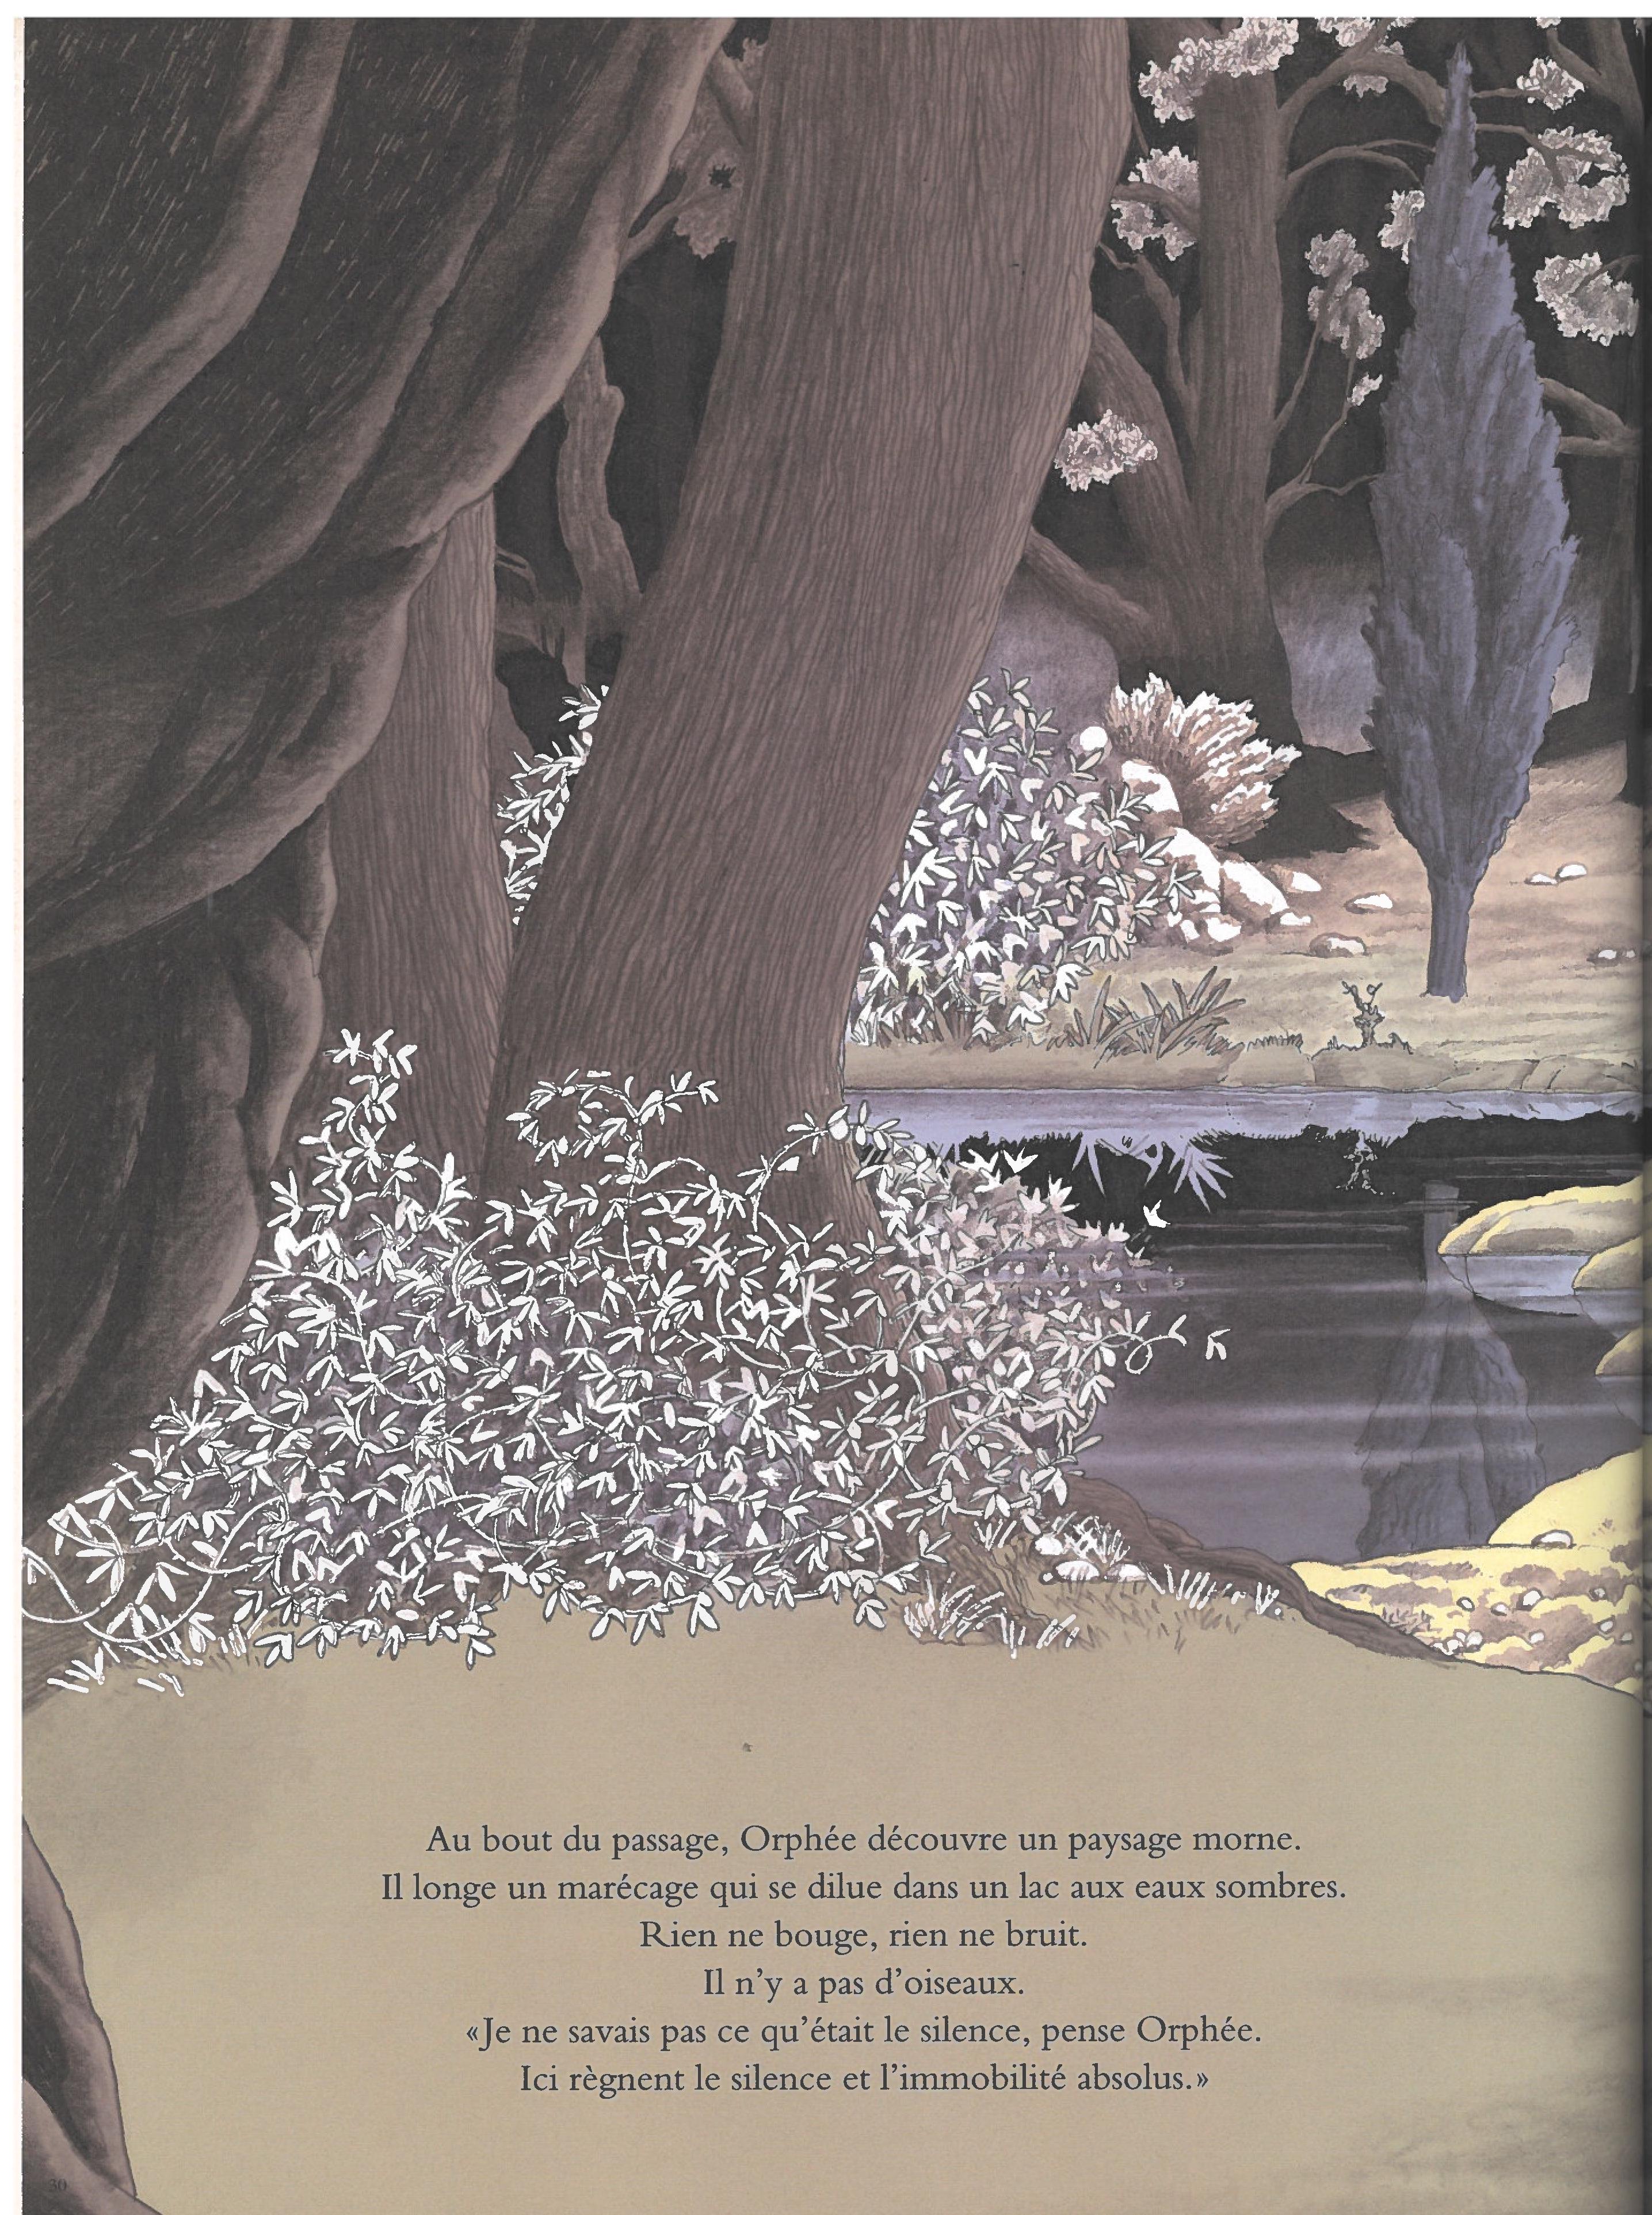 Au bout du passage, Orphée découvre un paysage morne.
Il longe un marécage qui se dilue dans un lac aux eaux sombres.
Rien ne bouge, rien ne bruit.
Il n'y a pas d'oiseaux.
«Je ne savais pas ce qu'était le silence, pense Orphée.
Ici règnent le silence et l'immobilité absolus.»
30